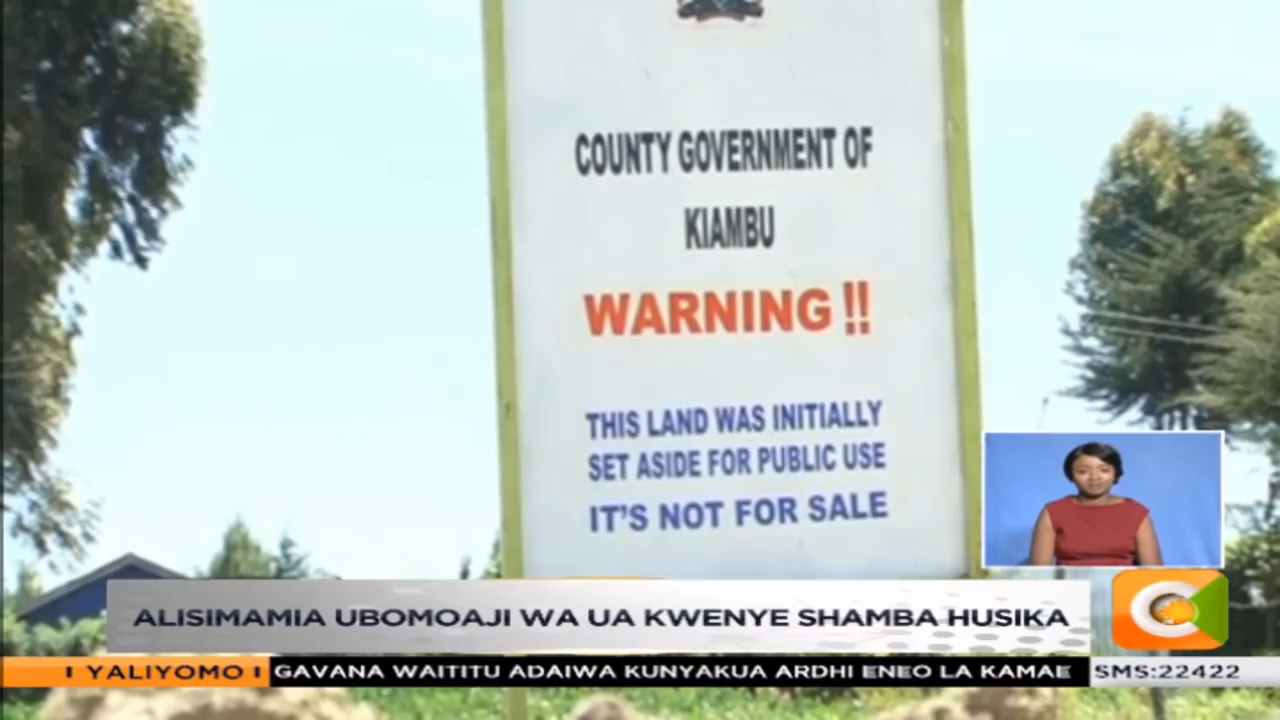 COUNTY GOVERNMENT OF
KIAMBU
WARNING !!
THIS LAND WAS INITIALLY
SET ASIDE FOR PUBLIC USE
IT'S NOT FOR SALE
ALISIMAMIA UBOMOAJI WA UA KWENYE SHAMBA HUSIKA
YALIYOMO
GAVANA WAITITU ADAIWA KUNYAKUA ARDHI ENEO LA KAMAE
SMS:22422